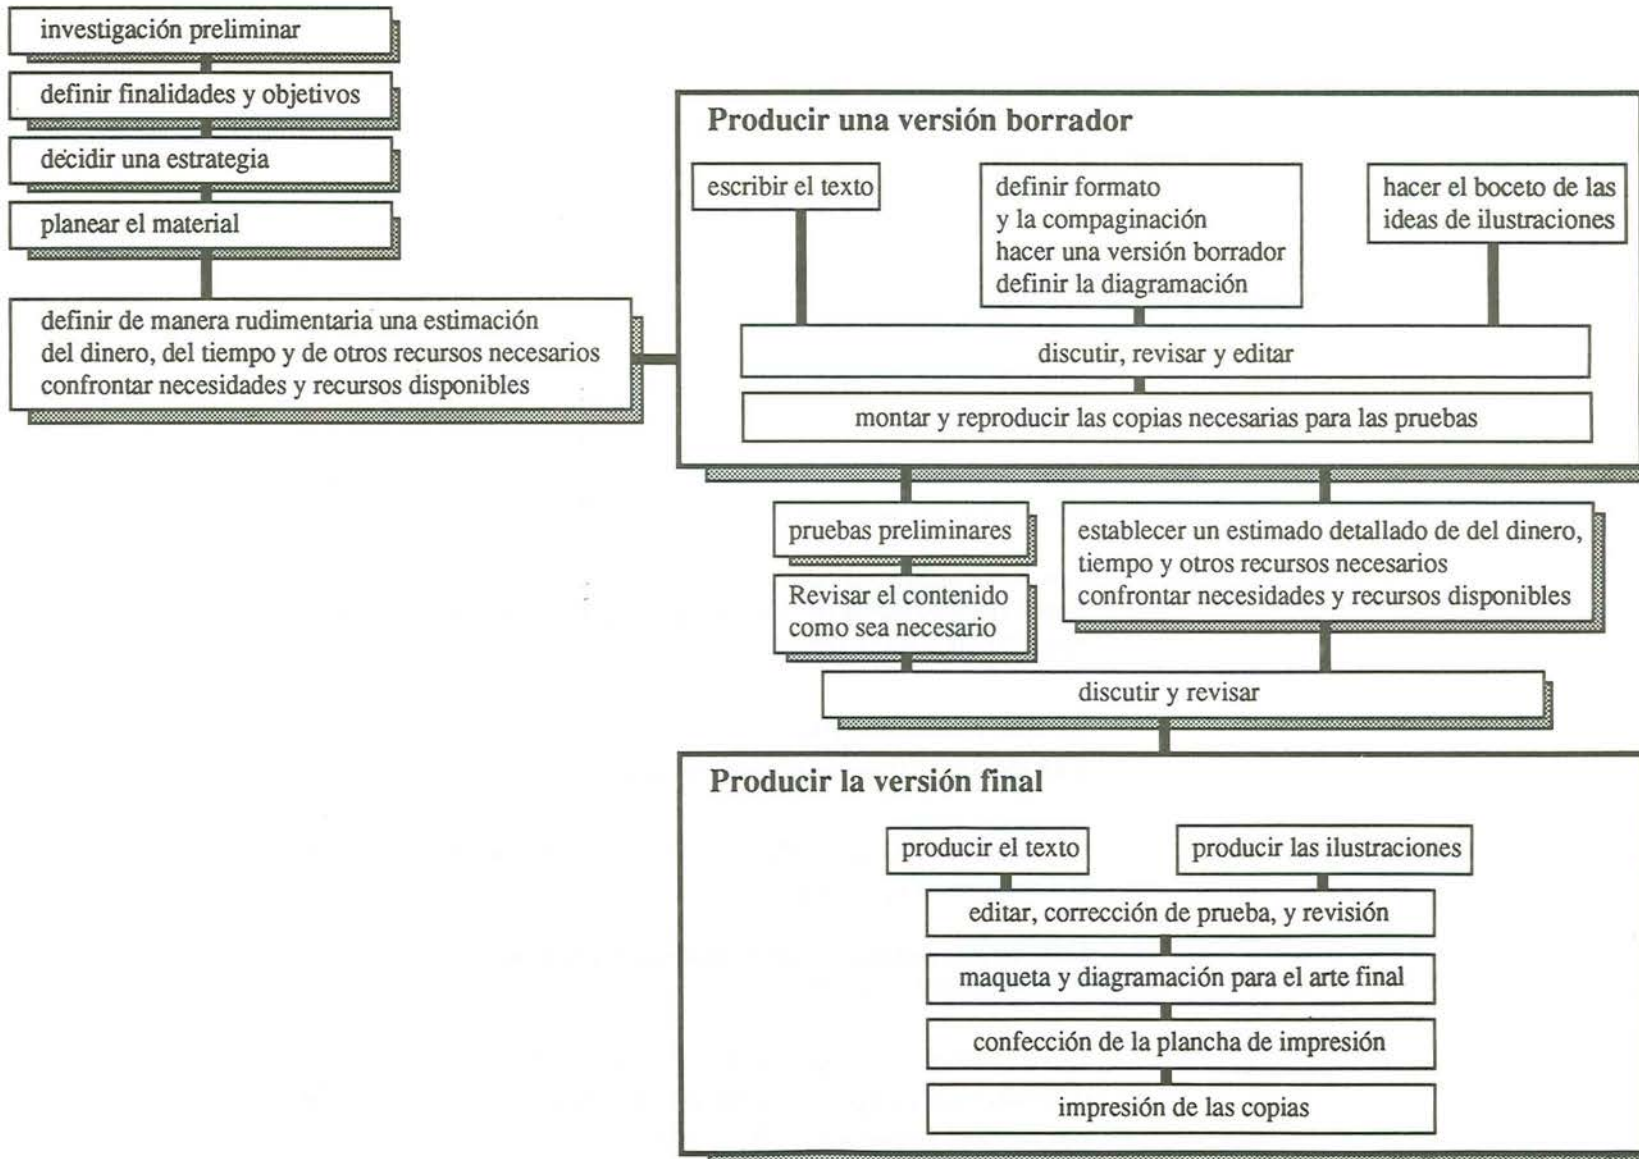 investigación preliminar
definir finalidades y objetivos
decidir una estrategia
planear el material
definir de manera rudimentaria una estimación
del dinero, del tiempo y de otros recursos necesarios
confrontar necesidades y recursos disponibles
Producir una versión borrador
escribir el texto
definir formato
y la compaginación
hacer una versión borrador
definir la diagramación
hacer el boceto de las
ideas de ilustraciones
discutir, revisar y editar
montar y reproducir las copias necesarias para las pruebas
pruebas preliminares
Revisar el contenido
como sea necesario
establecer un estimado detallado de del dinero,
tiempo y otros recursos necesarios
confrontar necesidades y recursos disponibles
discutir y revisar
Producir la versión final
producir el texto
producir las ilustraciones
editar, corrección de prueba, y revisión
maqueta y diagramación para el arte final
confección de la plancha de impresión
impresión de las copias